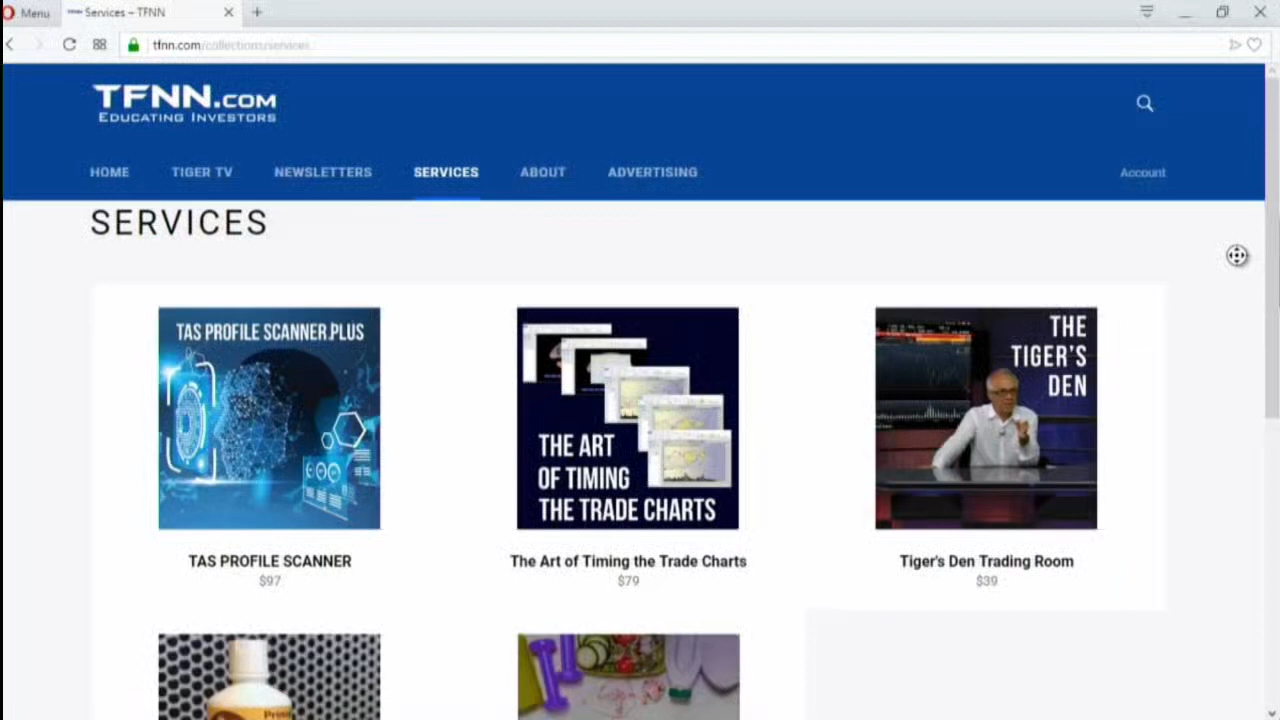 Menu
Services – TFNN
tfnn.com/collections/services
TFNN.COM
EDUCATING INVESTORS
HOME TIGER TV NEWSLETTERS SERVICES ABOUT ADVERTISING Account
SERVICES
TAS PROFILE SCANNER PLUS
THE ART
OF TIMING
THE TRADE CHARTS
THE
TIGER'S
DEN
TAS PROFILE SCANNER
$97
The Art of Timing the Trade Charts
$79
Tiger's Den Trading Room
$39